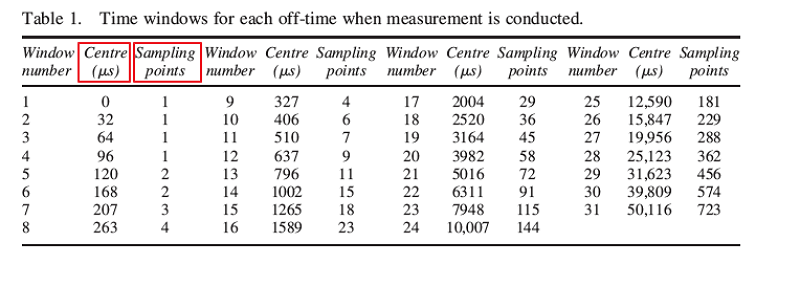 Table 1. Time windows for each off-time when measurement is conducted.
Window Centre Sampling Window Centre Sampling Window Centre Sampling Window Centre Sampling
number (μs) points number (μs) points number (μs) points number (μs) points
1 0 1 9 327 4 17 2004 29 25 12,590 181
2 32 1 10 406 6 18 2520 36 26 15,847 229
3 64 1 11 510 7 19 3164 45 27 19,956 288
4 96 1 12 637 9 20 3982 58 28 25,123 362
5 120 2 13 796 11 21 5016 72 29 31,623 456
6 168 2 14 1002 15 22 6311 91 30 39,809 574
7 207 3 15 1265 18 23 7948 115 31 50,116 723
8 263 4 16 1589 23 24 10,007 144